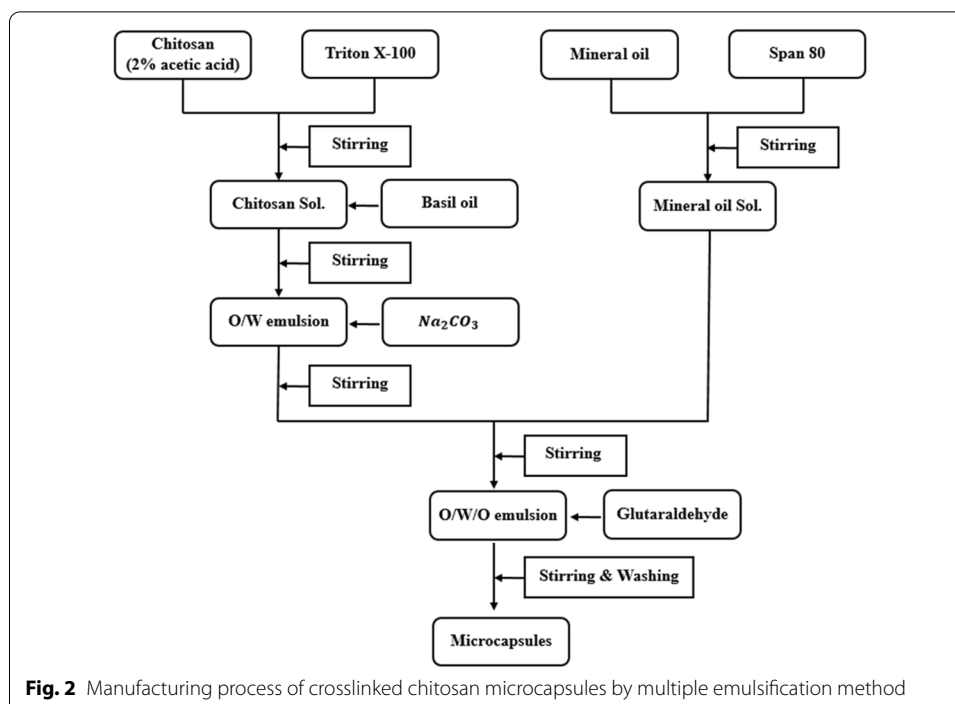 Chitosan
(2% acetic acid)
Triton X-100
Mineral oil
Span 80
Stirring
Stirring
Chitosan Sol.
Basil oil
Mineral oil Sol.
Stirring
O/W emulsion
Na₂CO₃
Stirring
Stirring
O/W/O emulsion
Glutaraldehyde
Stirring & Washing
Microcapsules
Fig. 2 Manufacturing process of crosslinked chitosan microcapsules by multiple emulsification method